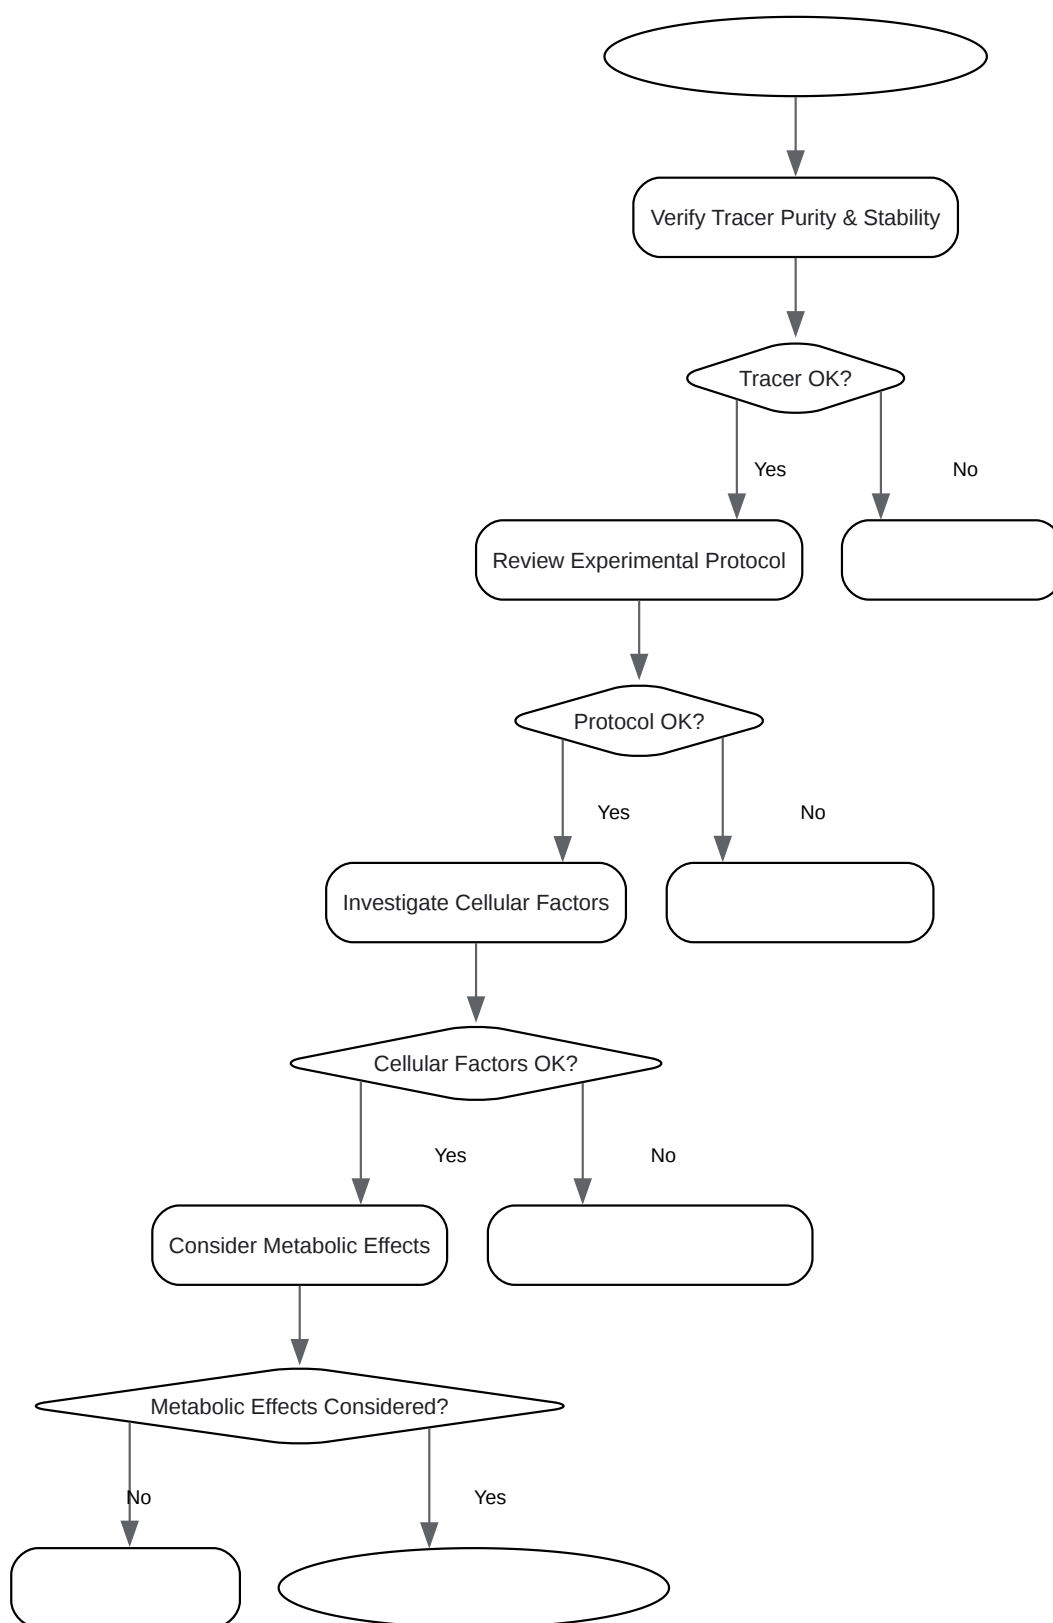 Verify Tracer Purity & Stability
Tracer OK?
Yes
No
Review Experimental Protocol
Protocol OK?
Yes
No
Investigate Cellular Factors
Cellular Factors OK?
Yes
No
Consider Metabolic Effects
Metabolic Effects Considered?
No
Yes